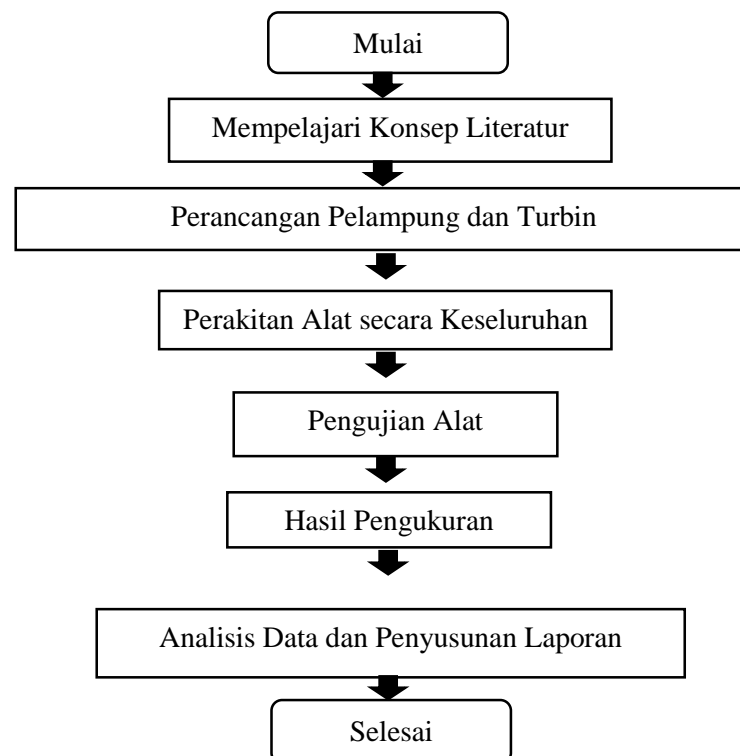 Mulai
Mempelajari Konsep Literatur
Perancangan Pelampung dan Turbin
Perakitan Alat secara Keseluruhan
Pengujian Alat
Hasil Pengukuran
Analisis Data dan Penyusunan Laporan
Selesai